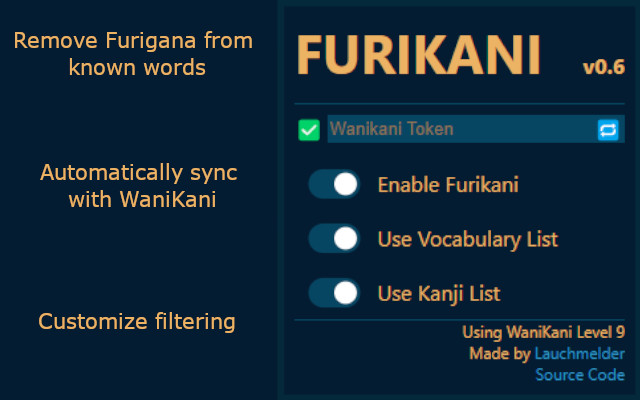 Remove Furigana from
known words
Automatically sync
with WaniKani
Customize filtering
FURIKANI v0.6
Wanikani Token
Enable Furikani
Use Vocabulary List
Use Kanji List
Using WaniKani Level 9
Made by Lauchmelder
Source Code